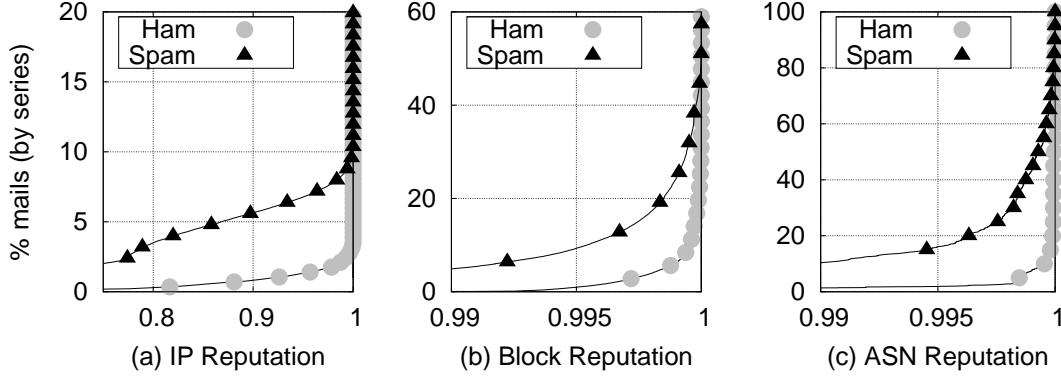 % mails (by series)
20
15
10
5
0
Ham
Spam
0.8
0.9
1
(a) IP Reputation
60
40
20
0
Ham
Spam
0.99
0.995
1
(b) Block Reputation
100
80
60
40
20
0
Ham
Spam
0.99
0.995
1
(c) ASN Reputation